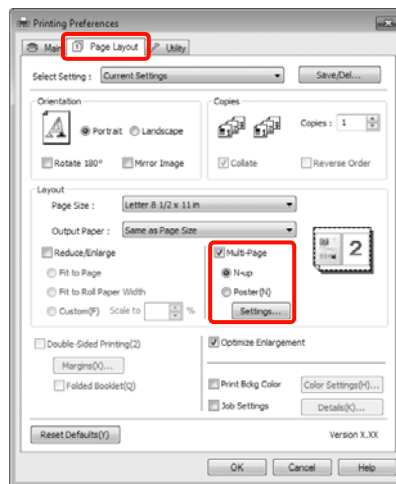 Printing Preferences
Main Page Layout Utility
Select Setting : Current Settings Save/Del...
Orientation Copies
Portrait Landscape Copies : 1
Rotate 180° Mirror Image Collate Reverse Order
Layout
Page Size : Letter 8 1/2 x 11 in
Output Paper : Same as Page Size
Reduce/Enlarge Multi-Page 2
Fit to Page N-up
Fit to Roll Paper Width Poster(N)
Custom(F) Scale to % Settings...
Double-Sided Printing(2) Optimize Enlargement
Margins(X)...
Folded Booklet(Q) Print Bckg Color Color Settings(H)...
Job Settings Details(K)...
Reset Defaults(Y) Version X.XX
OK Cancel Help